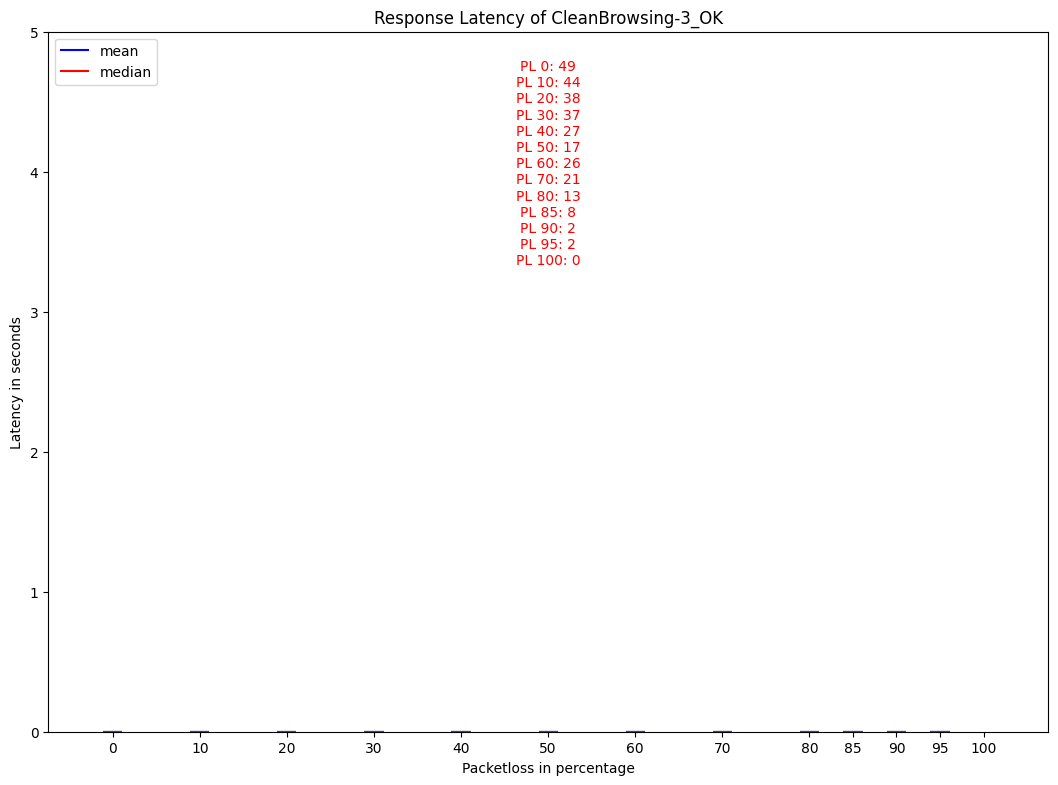 Response Latency of CleanBrowsing-3_OK
mean
median
PL 0: 49
PL 10: 44
PL 20: 38
PL 30: 37
PL 40: 27
PL 50: 17
PL 60: 26
PL 70: 21
PL 80: 13
PL 85: 8
PL 90: 2
PL 95: 2
PL 100: 0
Latency in seconds
5
4
3
2
1
0
0 10 20 30 40 50 60 70 80 85 90 95 100
Packetloss in percentage